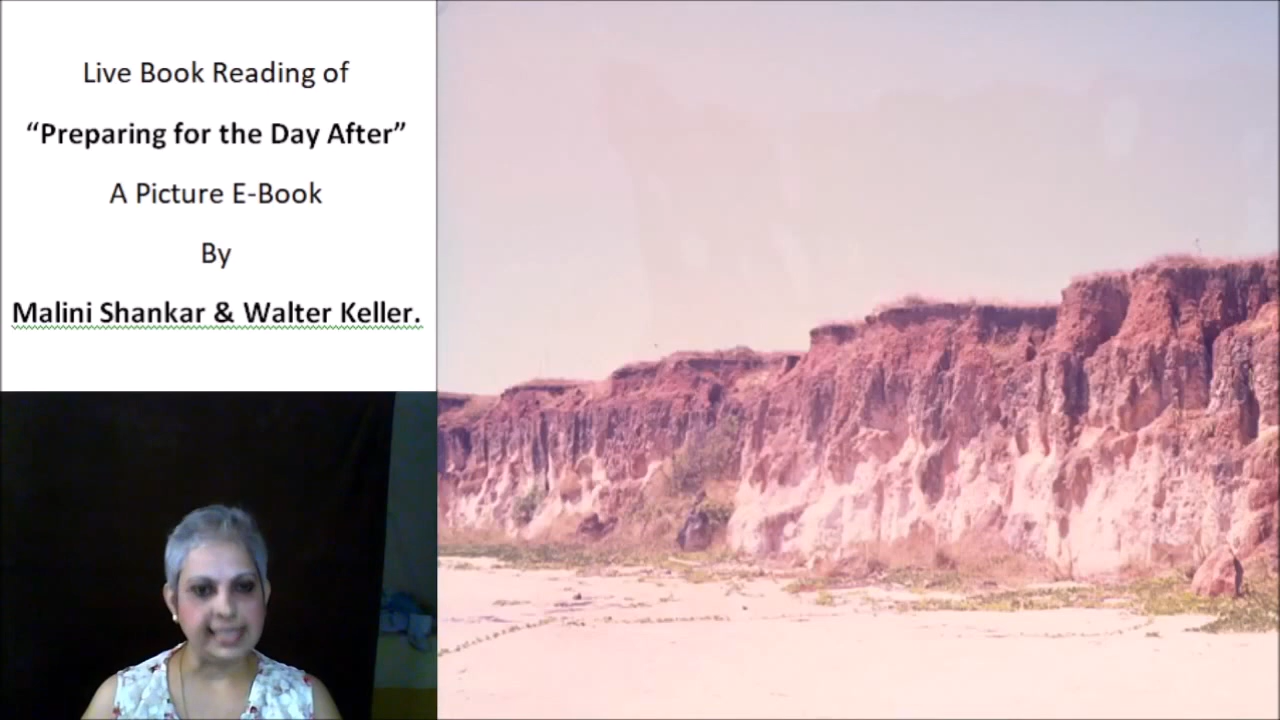 Live Book Reading of
“Preparing for the Day After”
A Picture E-Book
By
Malini Shankar & Walter Keller.